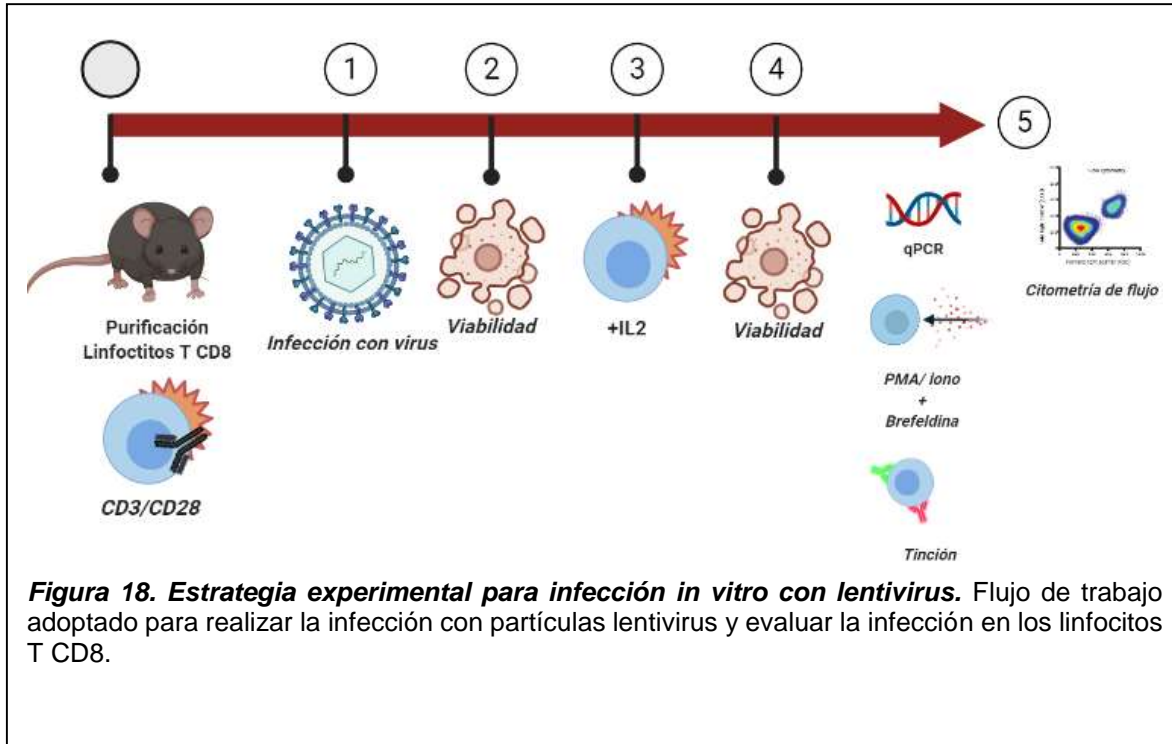 1
2
3
4
5
Purificación
Linfoctitos T CD8
CD3/CD28
Infección con virus
Viabilidad
+IL2
Viabilidad
qPCR
PMA/ iono
+
Brefeldina
Tinción
Citometría de flujo
Figura 18. Estrategia experimental para infección in vitro con lentivirus. Flujo de trabajo
adoptado para realizar la infección con partículas lentivirus y evaluar la infección en los linfocitos
T CD8.